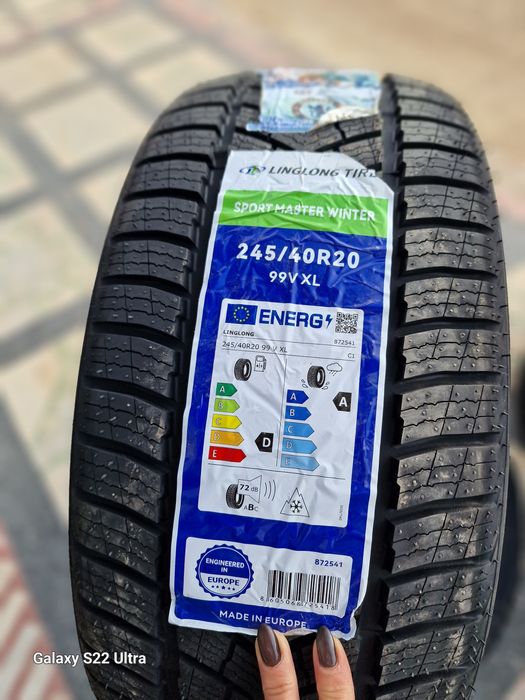 LINGLONG TIRE
SPORT MASTER WINTER
245/40R20
99V XL
ENERG
LINGLONG
872541
245/40R20 99 V XL
C1
A
B
C
D
E
D
A
B
C
D
E
A
72 dB
ABC
ENGINEERED
IN
EUROPE
872541
MADE IN EUROPE
Galaxy S22 Ultra